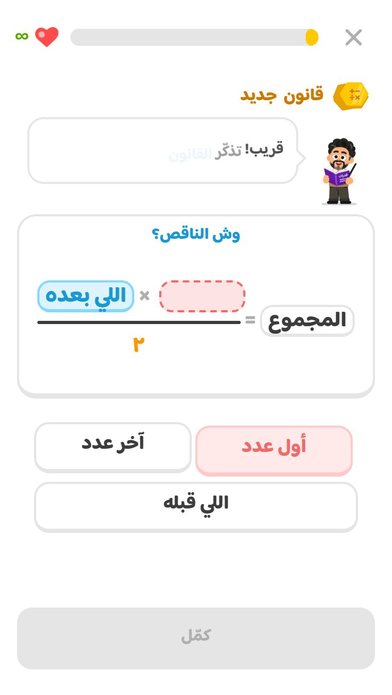 ∞
قانون جديد
قريب! تذكّر القانون
وش الناقص؟
المجموع = × اللي بعده
٢
أول عدد
آخر عدد
اللي قبله
كمّل